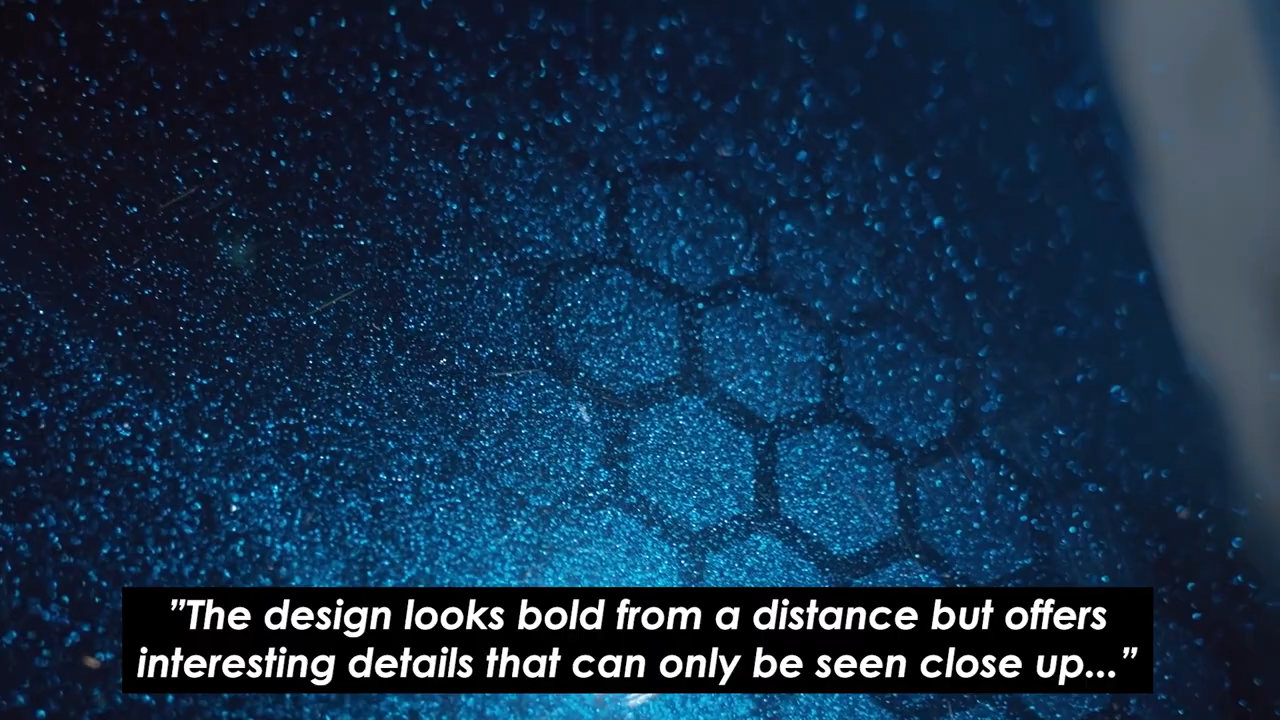 ”The design looks bold from a distance but offers
interesting details that can only be seen close up...”